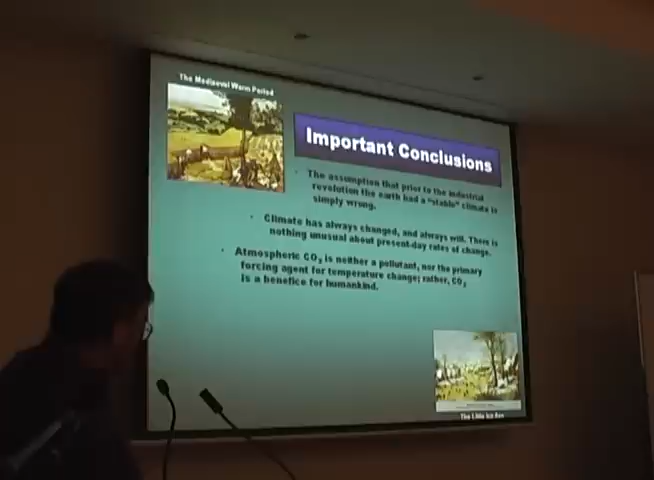 The Mediaeval Warm Period
Important Conclusions
The assumption that prior to the industrial
revolution the earth had a "stable" climate is
simply wrong.
Climate has always changed, and always will. There is
nothing unusual about present-day rates of change.
Atmospheric CO2 is neither a pollutant, nor the primary
forcing agent for temperature change; rather, CO2
is a benefice for humankind.
The Little Ice Age